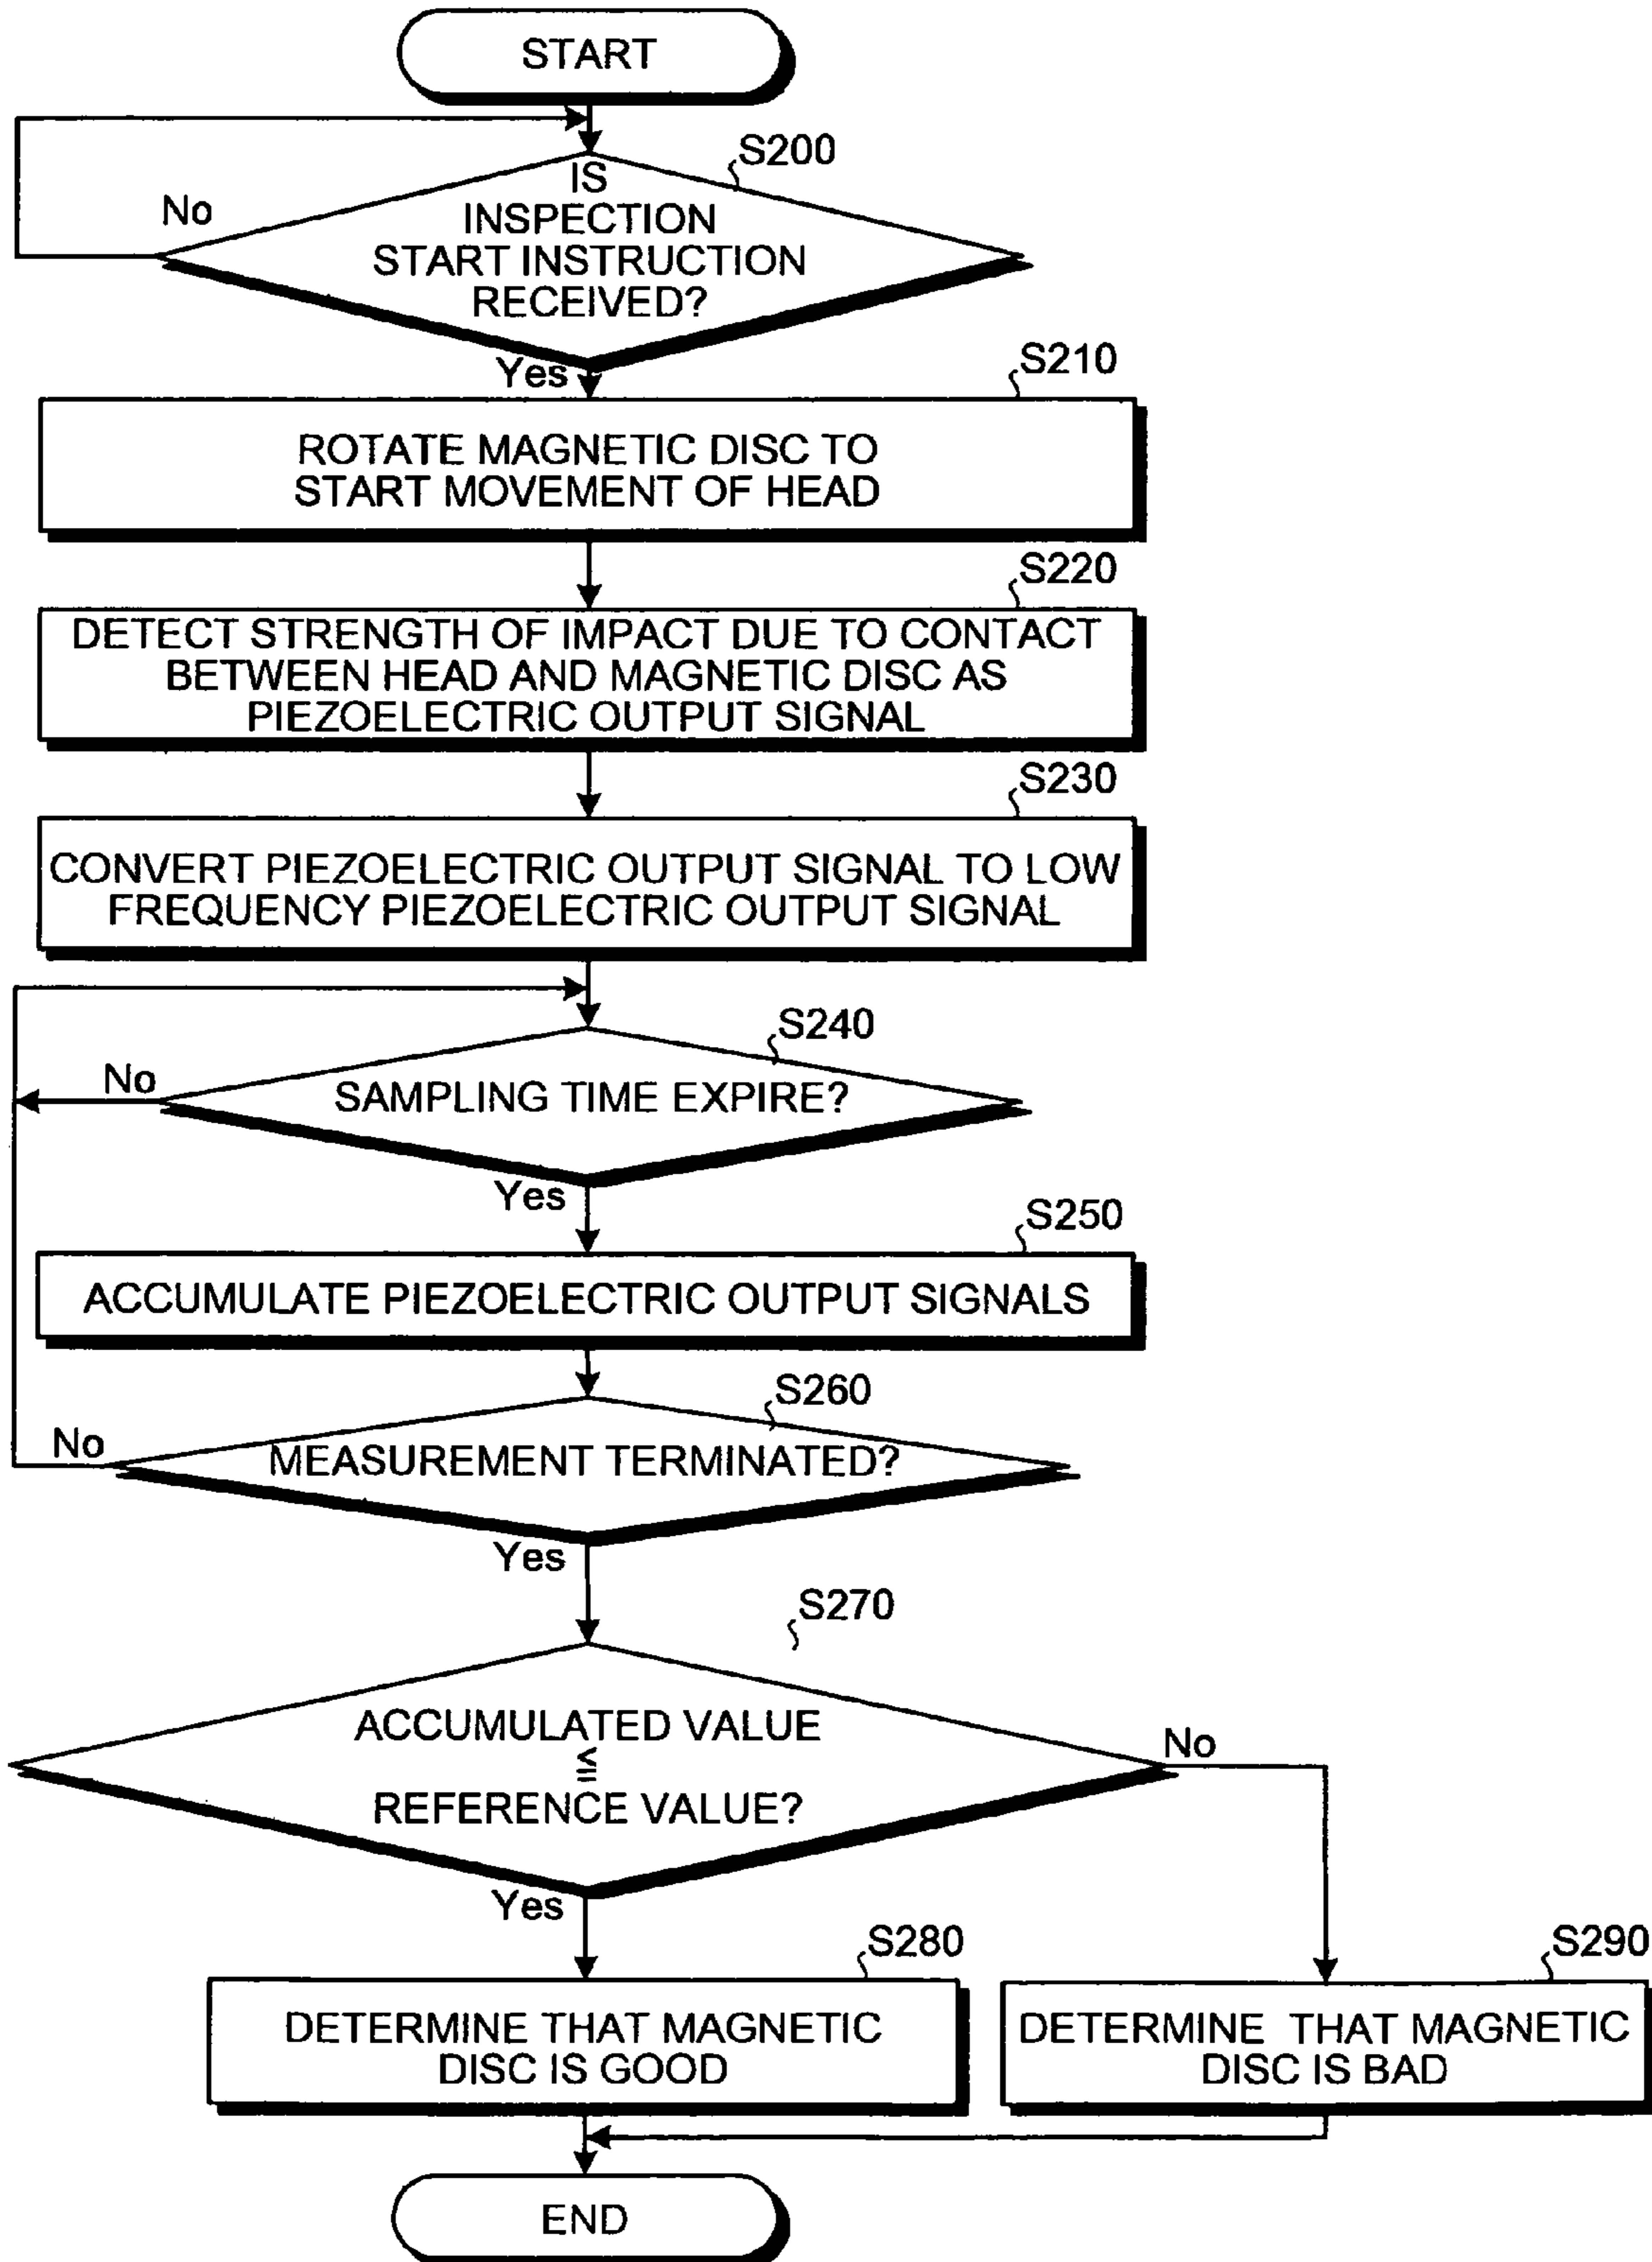 START
S200
No
IS
INSPECTION
START INSTRUCTION
RECEIVED?
Yes
S210
ROTATE MAGNETIC DISC TO
START MOVEMENT OF HEAD
S220
DETECT STRENGTH OF IMPACT DUE TO CONTACT
BETWEEN HEAD AND MAGNETIC DISC AS
PIEZOELECTRIC OUTPUT SIGNAL
S230
CONVERT PIEZOELECTRIC OUTPUT SIGNAL TO LOW
FREQUENCY PIEZOELECTRIC OUTPUT SIGNAL
S240
No
SAMPLING TIME EXPIRE?
Yes
S250
ACCUMULATE PIEZOELECTRIC OUTPUT SIGNALS
S260
No
MEASUREMENT TERMINATED?
Yes
S270
ACCUMULATED VALUE
≦
REFERENCE VALUE?
No
Yes
S280
DETERMINE THAT MAGNETIC
DISC IS GOOD
S290
DETERMINE THAT MAGNETIC
DISC IS BAD
END